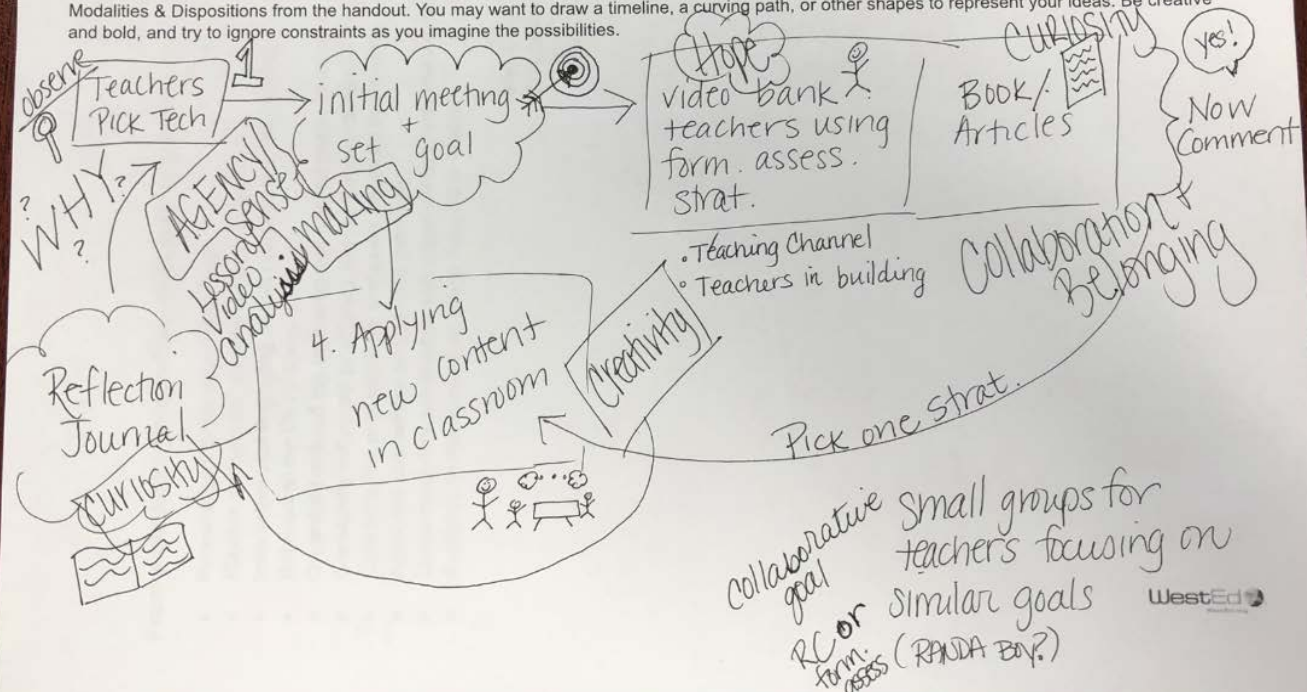 Modalities & Dispositions from the handout. You may want to draw a timeline, a curving path, or other shapes to represent your ideas. Be creative
and bold, and try to ignore constraints as you imagine the possibilities.
obsene
Teachers
Pick Tech
1
initial meeting
+
set goal
Hope
video bank
teachers using
form. assess.
strat.
CURIOSITY
Book/
Articles
yes!
Now
Comment
? WHY? ?
AGENCY/
Sense
making
Lesson
Video
analysis
• Teaching Channel
• Teachers in building
Collaboration +
Belonging
4. Applying
new content
in classroom
Creativity
Reflection
Journal
Curiosity
Pick one strat.
collaborative
goal
RC or
form.
assess
small groups for
teachers focusing on
similar goals
(RANDA BOY?)
WestEd